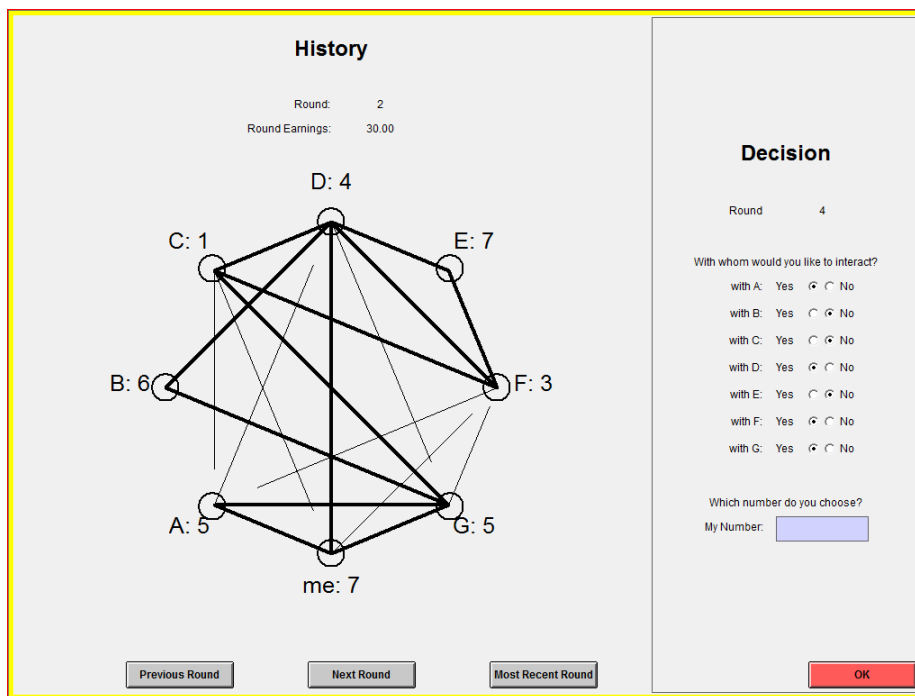 History
Round: 2
Round Earnings: 30.00
D: 4
C: 1
E: 7
B: 6
F: 3
A: 5
G: 5
me: 7
Previous Round
Next Round
Most Recent Round
Decision
Round 4
With whom would you like to interact?
with A: Yes No
with B: Yes No
with C: Yes No
with D: Yes No
with E: Yes No
with F: Yes No
with G: Yes No
Which number do you choose?
My Number:
OK